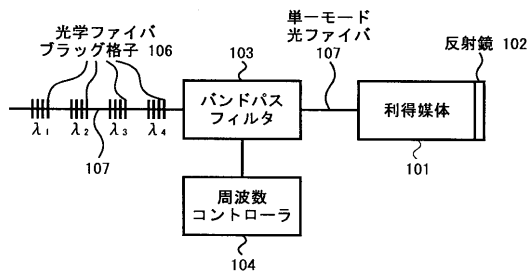 光学ファイバ
ブラッグ格子 106
103
単一モード
光ファイバ
107
反射鏡 102
バンドパス
フィルタ
利得媒体
λ1 λ2 λ3 λ4
107
101
周波数
コントローラ
104